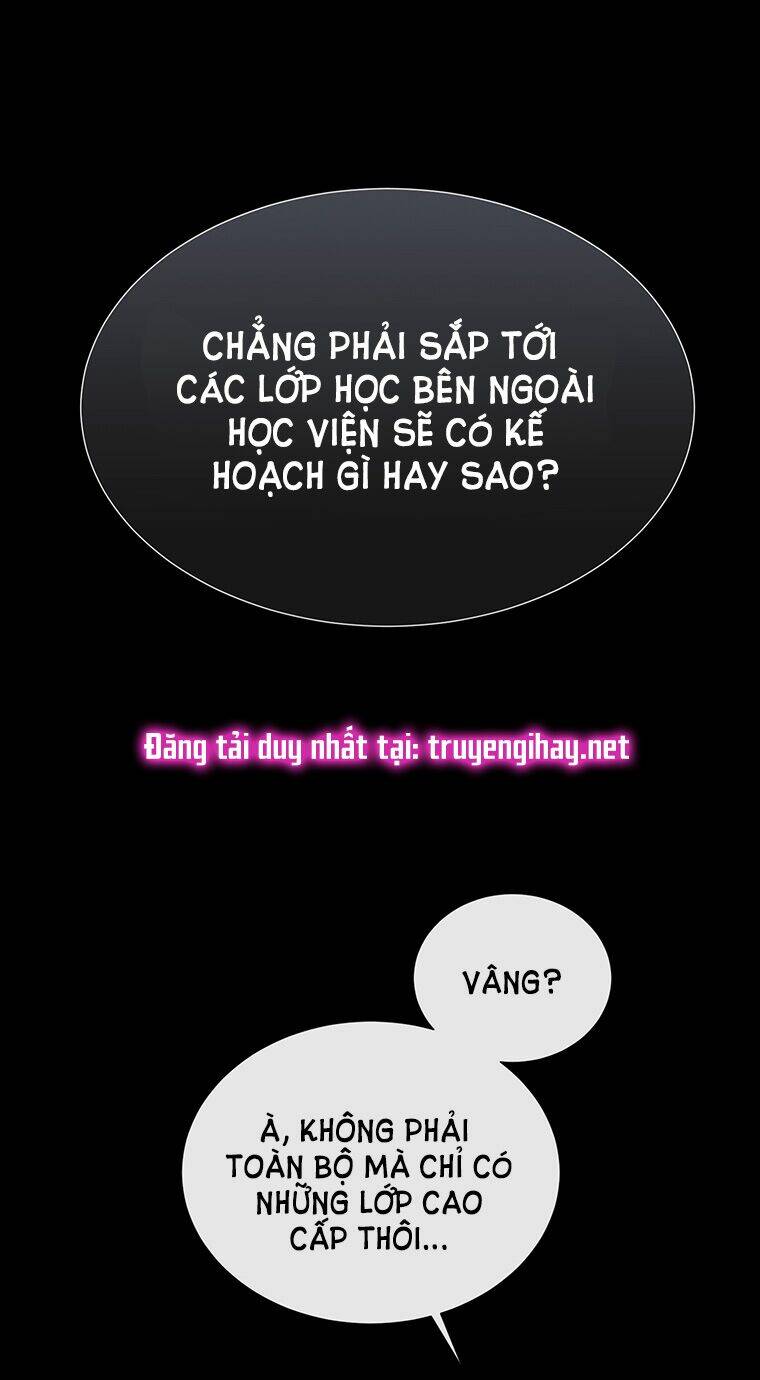 CHẲNG PHẢI SẮP TỚI
CÁC LỚP HỌC BÊN NGOÀI
HỌC VIỆN SẼ CÓ KẾ
HOẠCH GÌ HAY SAO?
Đăng tải duy nhất tại: truyengihay.net
VÂNG?
À, KHÔNG PHẢI
TOÀN BỘ MÀ CHỈ CÓ
NHỮNG LỚP CAO
CẤP THÔI...